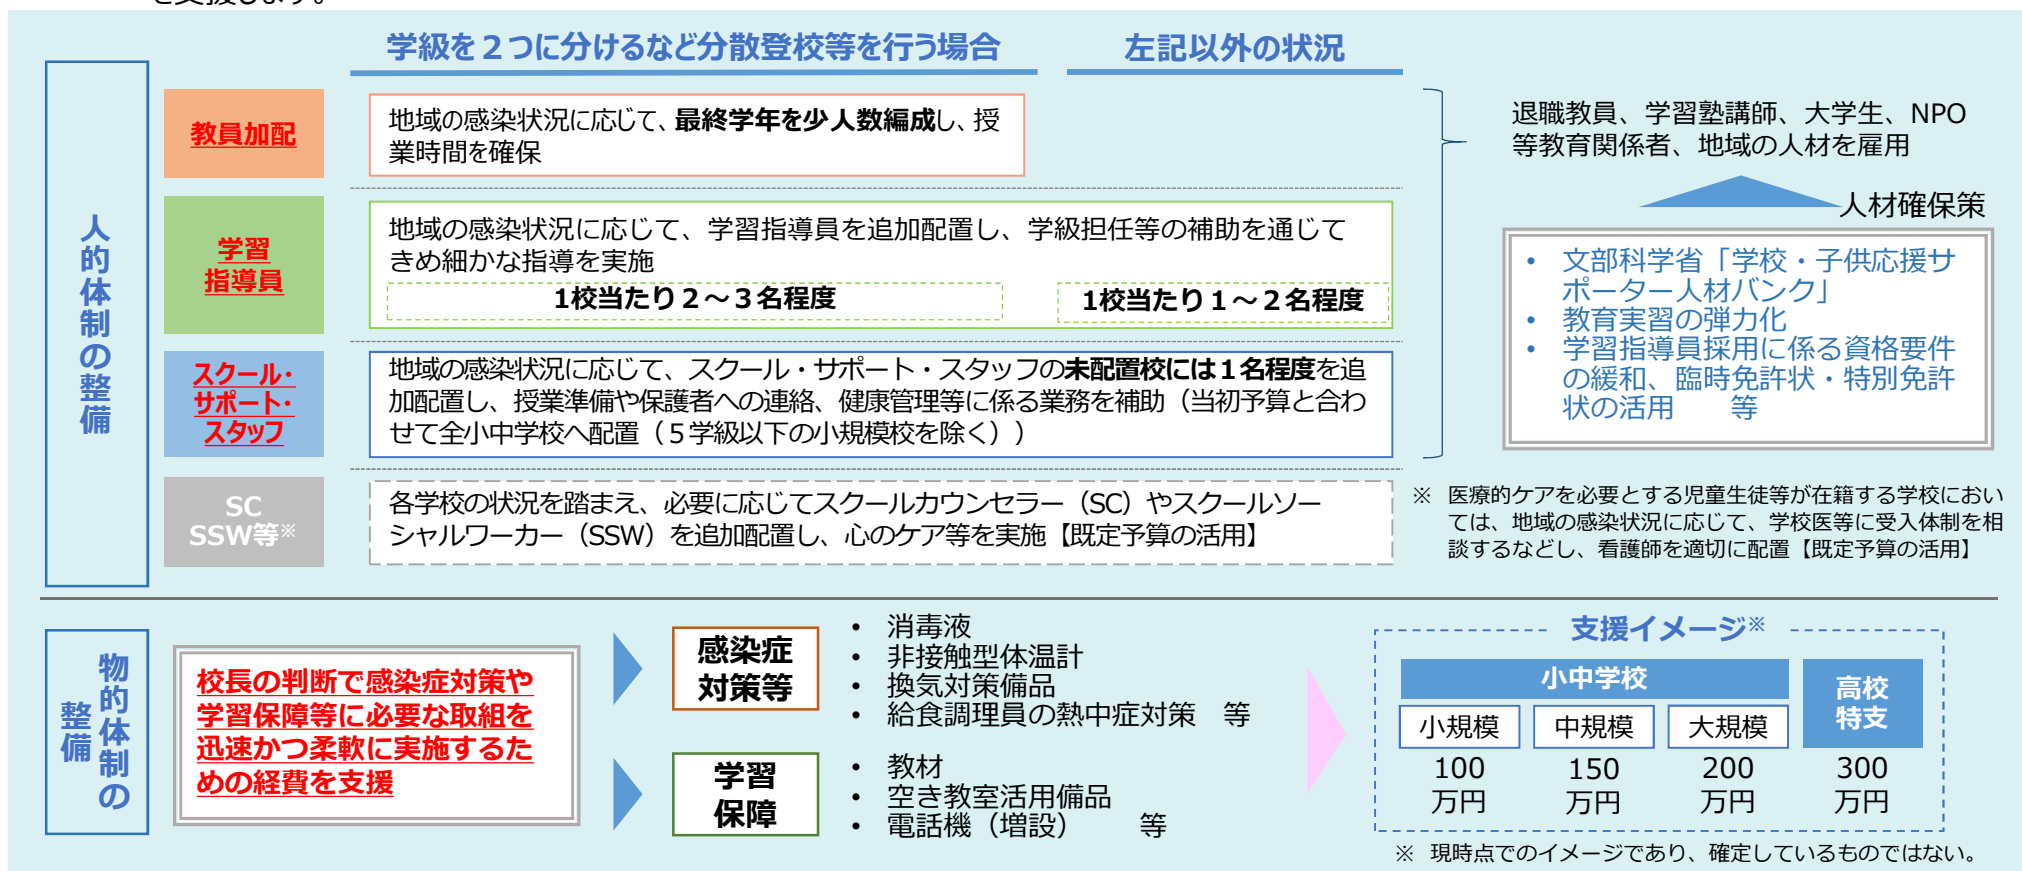 を支援します。
学級を２つに分けるなど分散登校等を行う場合
左記以外の状況
人的体制の整備
教員加配
地域の感染状況に応じて、最終学年を少人数編成し、授
業時間を確保
学習
指導員
地域の感染状況に応じて、学習指導員を追加配置し、学級担任等の補助を通じて
きめ細かな指導を実施
1校当たり２～３名程度
1校当たり１～２名程度
スクール・
サポート・
スタッフ
地域の感染状況に応じて、スクール・サポート・スタッフの未配置校には１名程度を追
加配置し、授業準備や保護者への連絡、健康管理等に係る業務を補助（当初予算と合わ
せて全小中学校へ配置（５学級以下の小規模校を除く））
SC
SSW等※
各学校の状況を踏まえ、必要に応じてスクールカウンセラー（SC）やスクールソー
シャルワーカー（SSW）を追加配置し、心のケア等を実施【既定予算の活用】
退職教員、学習塾講師、大学生、NPO
等教育関係者、地域の人材を雇用
人材確保策
• 文部科学省「学校・子供応援サ
ポーター人材バンク」
• 教育実習の弾力化
• 学習指導員採用に係る資格要件
の緩和、臨時免許状・特別免許
状の活用　　等
※ 医療的ケアを必要とする児童生徒等が在籍する学校におい
ては、地域の感染状況に応じて、学校医等に受入体制を相
談するなどし、看護師を適切に配置【既定予算の活用】
物的体制の
整備
校長の判断で感染症対策や
学習保障等に必要な取組を
迅速かつ柔軟に実施するた
めの経費を支援
感染症
対策等
• 消毒液
• 非接触型体温計
• 換気対策備品
• 給食調理員の熱中症対策　等
学習
保障
• 教材
• 空き教室活用備品
• 電話機（増設）　　等
支援イメージ※
小中学校
高校
特支
小規模 中規模 大規模
100 150 200 300
万円 万円 万円 万円
※ 現時点でのイメージであり、確定しているものではない。